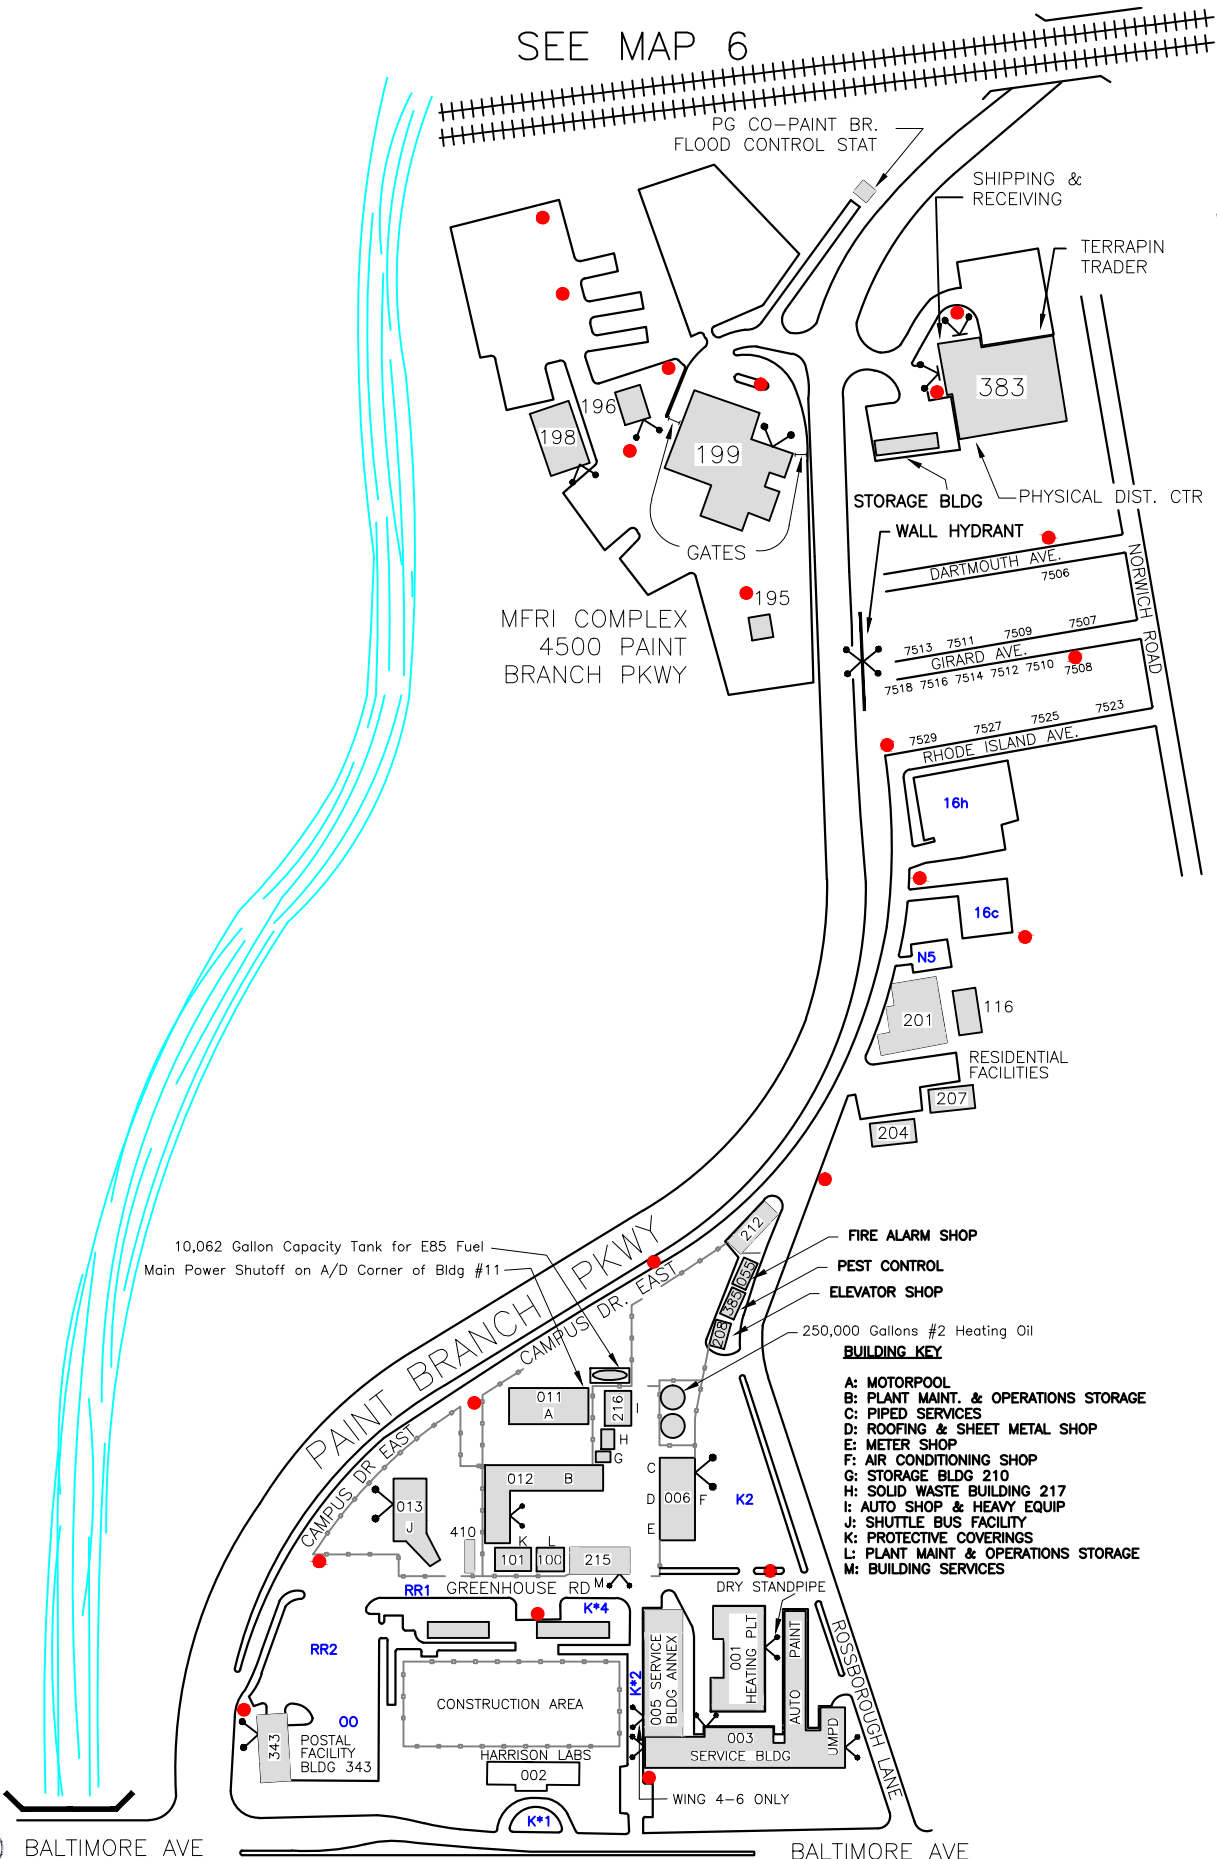 SEE MAP 6
PG CO-PAINT BR.
FLOOD CONTROL STAT
SHIPPING &
RECEIVING
TERRAPIN
TRADER
383
196
198
199
STORAGE BLDG
PHYSICAL DIST. CTR
WALL HYDRANT
GATES
DARTMOUTH AVE.
7506
NORWICH ROAD
195
MFRI COMPLEX
4500 PAINT
BRANCH PKWY
7513 7511 7509 7507
GIRARD AVE.
7518 7516 7514 7512 7510 7508
7529 7527 7525 7523
RHODE ISLAND AVE.
16h
16c
N5
201
116
RESIDENTIAL
FACILITIES
207
204
212
10,062 Gallon Capacity Tank for E85 Fuel
Main Power Shutoff on A/D Corner of Bldg #11
PAINT BRANCH PKWY
CAMPUS DR. EAST
FIRE ALARM SHOP
055
PEST CONTROL
385
ELEVATOR SHOP
208
250,000 Gallons #2 Heating Oil
BUILDING KEY
A: MOTORPOOL
B: PLANT MAINT. & OPERATIONS STORAGE
C: PIPED SERVICES
D: ROOFING & SHEET METAL SHOP
E: METER SHOP
F: AIR CONDITIONING SHOP
G: STORAGE BLDG 210
H: SOLID WASTE BUILDING 217
I: AUTO SHOP & HEAVY EQUIP
J: SHUTTLE BUS FACILITY
K: PROTECTIVE COVERINGS
L: PLANT MAINT & OPERATIONS STORAGE
M: BUILDING SERVICES
011
A
216
I
H
G
CAMPUS DR EAST
012 B
C
D 006 F
E
K2
013
J
410
K L
101 100 215
M
RR1
GREENHOUSE RD
DRY STANDPIPE
K*4
RR2
OO
CONSTRUCTION AREA
K*2
005 SERVICE
BLDG ANNEX
001
HEATING PLT
AUTO PAINT
ROSSBOROUGH LANE
343
POSTAL
FACILITY
BLDG 343
HARRISON LABS
002
003
SERVICE BLDG
UMPD
WING 4-6 ONLY
K*1
BALTIMORE AVE
BALTIMORE AVE